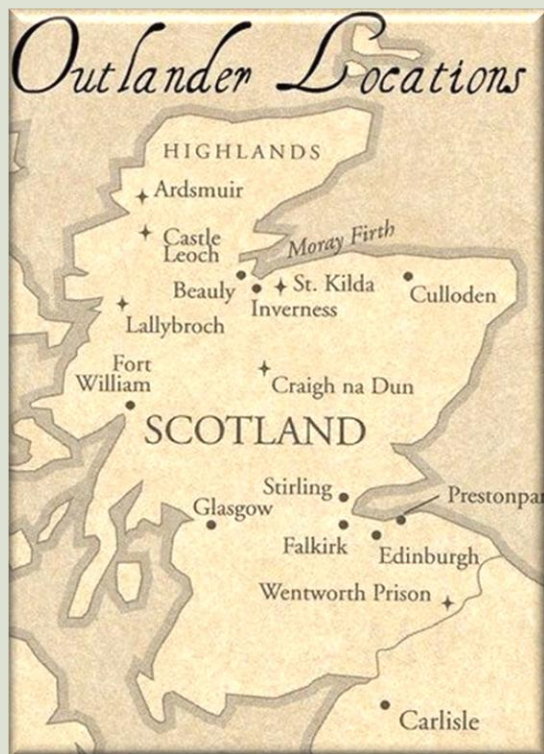 Outlander Locations
HIGHLANDS
Ardsmuir
Castle
Leoch
Moray Firth
Beauly
St. Kilda
Culloden
Inverness
Lallybroch
Fort
William
Craigh na Dun
SCOTLAND
Stirling
Prestonpan
Glasgow
Falkirk
Edinburgh
Wentworth Prison
Carlisle